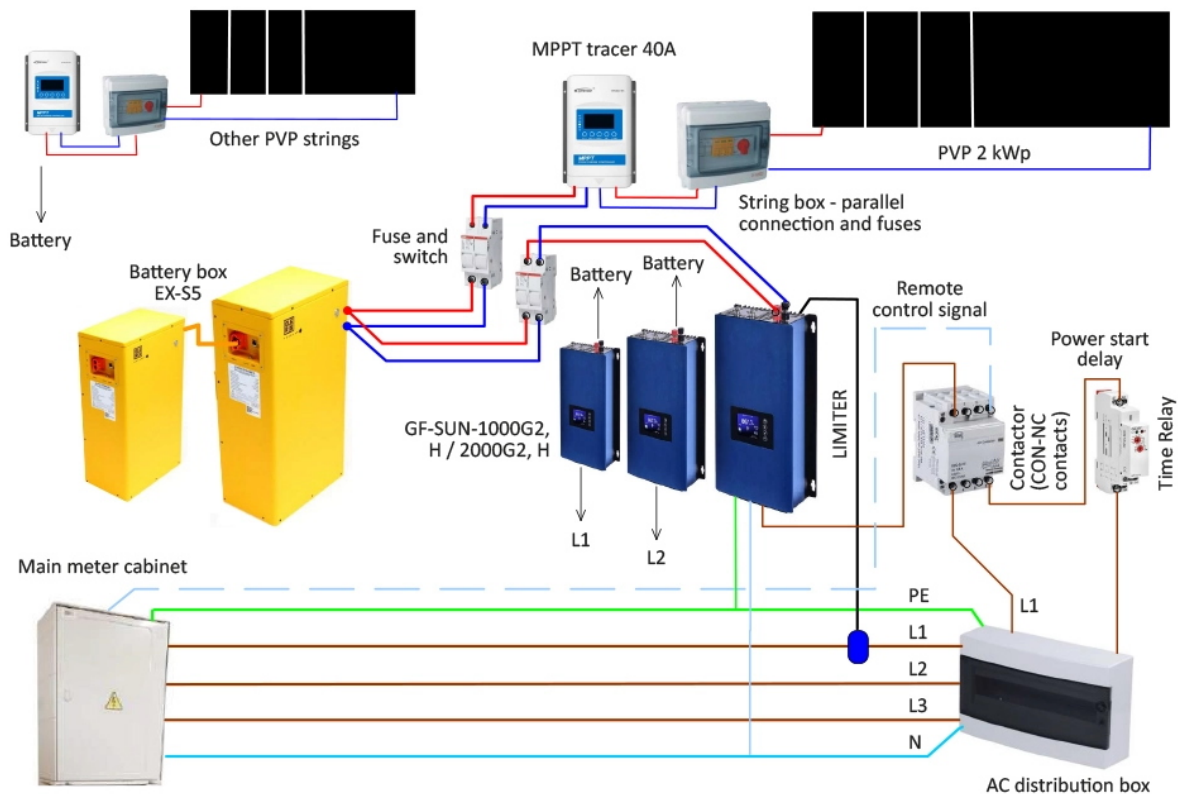 MPPT tracer 40A
MPPT
MPPT
Other PVP strings
PVP 2 kWp
String box - parallel
connection and fuses
Battery
Fuse and
switch
Battery box
EX-S5
Battery
Battery
Remote
control signal
Power start
delay
LIMITER
GF-SUN-1000G2,
H / 2000G2, H
Contactor
(CON-NC
contacts)
Time Relay
L1
L2
Main meter cabinet
PE
L1
L1
L2
L3
N
AC distribution box